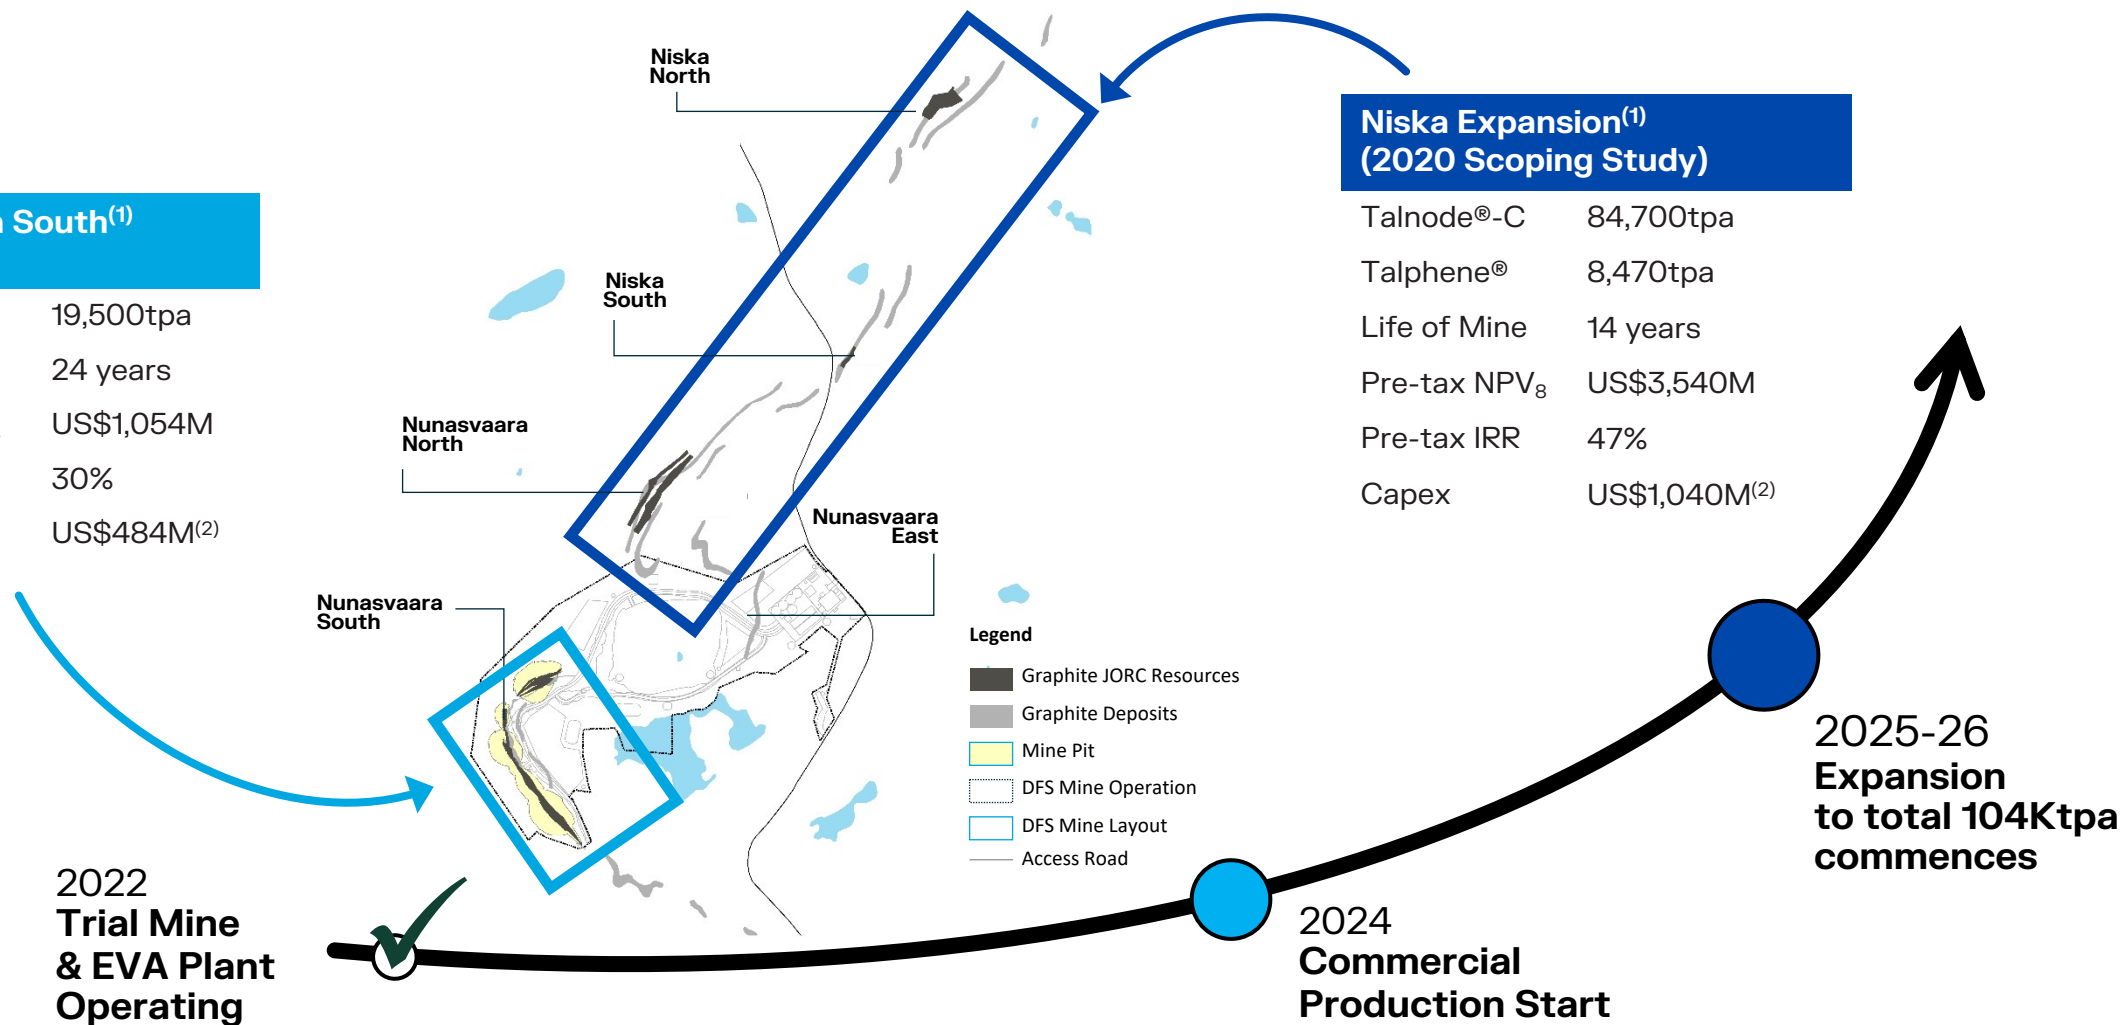 Niska
North
Niska Expansion(1)
(2020 Scoping Study)
Talnode®-C 84,700tpa
Talphene® 8,470tpa
Life of Mine 14 years
Pre-tax NPV8 US$3,540M
Pre-tax IRR 47%
Capex US$1,040M(2)
South(1)
19,500tpa
24 years
US$1,054M
30%
US$484M(2)
Niska
South
Nunasvaara
North
Nunasvaara
East
Nunasvaara
South
Legend
Graphite JORC Resources
Graphite Deposits
Mine Pit
DFS Mine Operation
DFS Mine Layout
Access Road
2022
Trial Mine
& EVA Plant
Operating
2024
Commercial
Production Start
2025-26
Expansion
to total 104Ktpa
commences